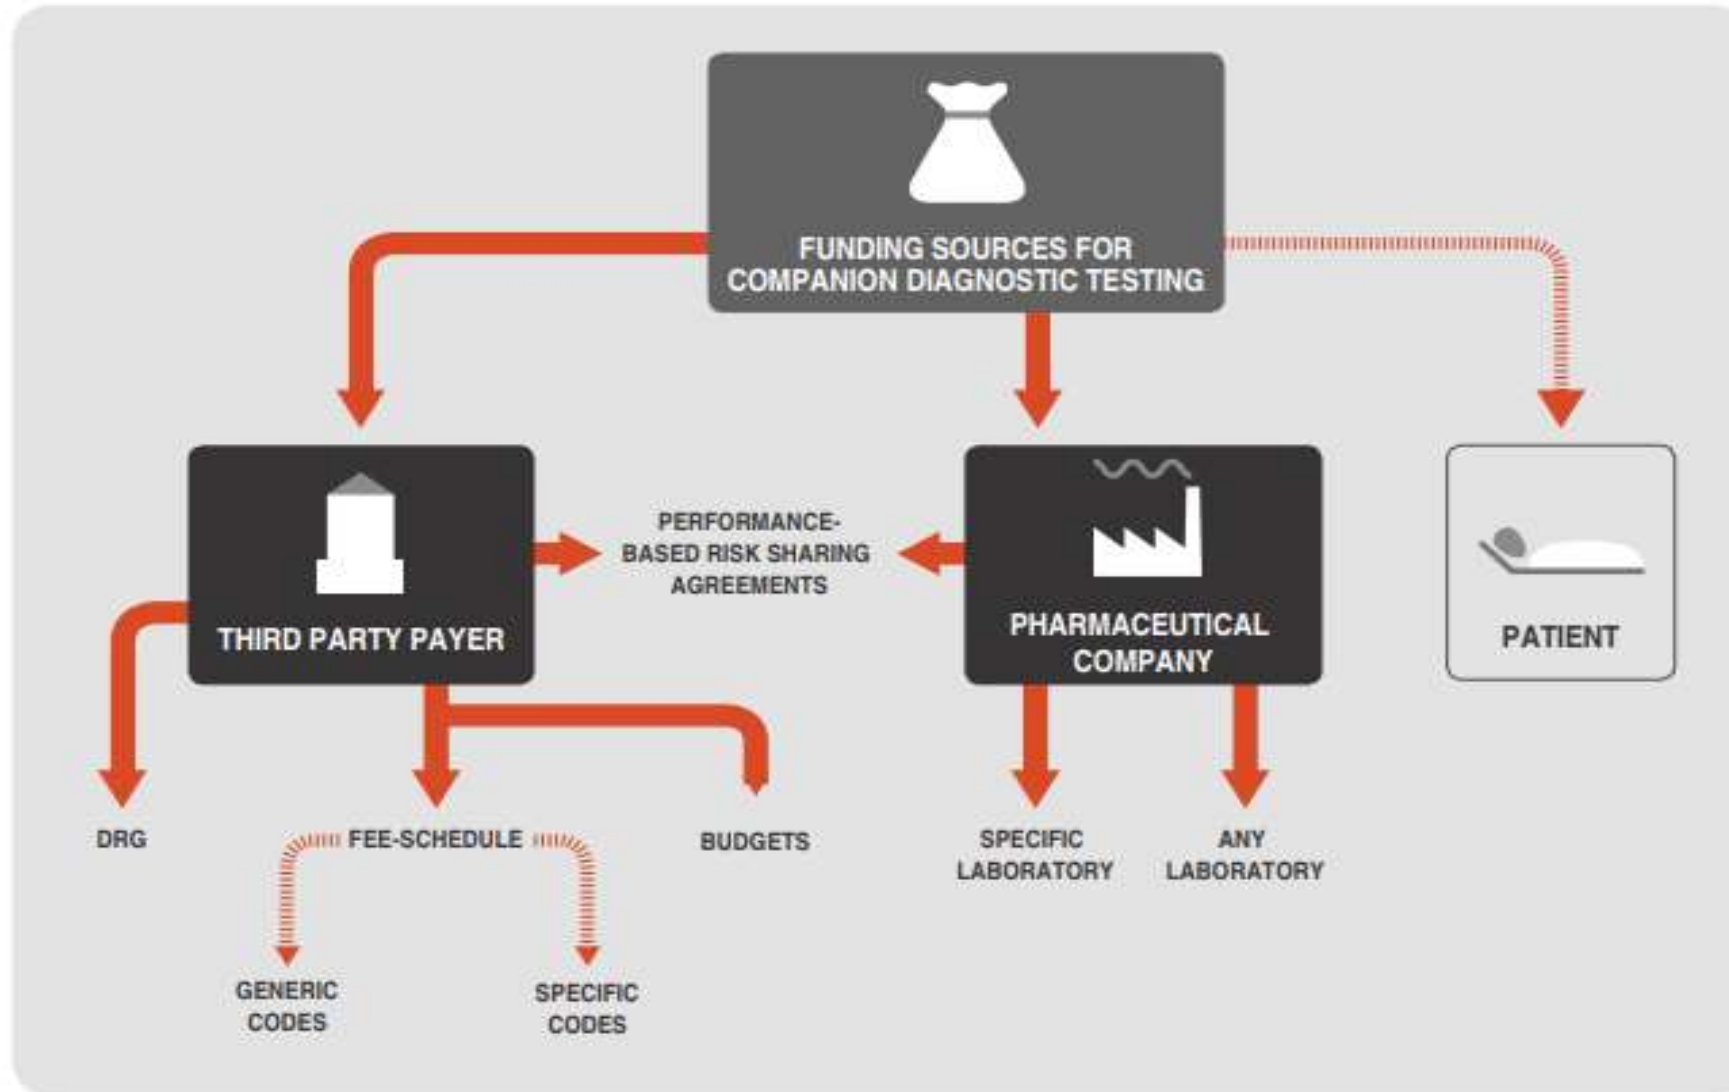 FUNDING SOURCES FOR
COMPANION DIAGNOSTIC TESTING
THIRD PARTY PAYER
PERFORMANCE-
BASED RISK SHARING
AGREEMENTS
PHARMACEUTICAL
COMPANY
PATIENT
DRG
FEE-SCHEDULE
BUDGETS
SPECIFIC
LABORATORY
ANY
LABORATORY
GENERIC
CODES
SPECIFIC
CODES